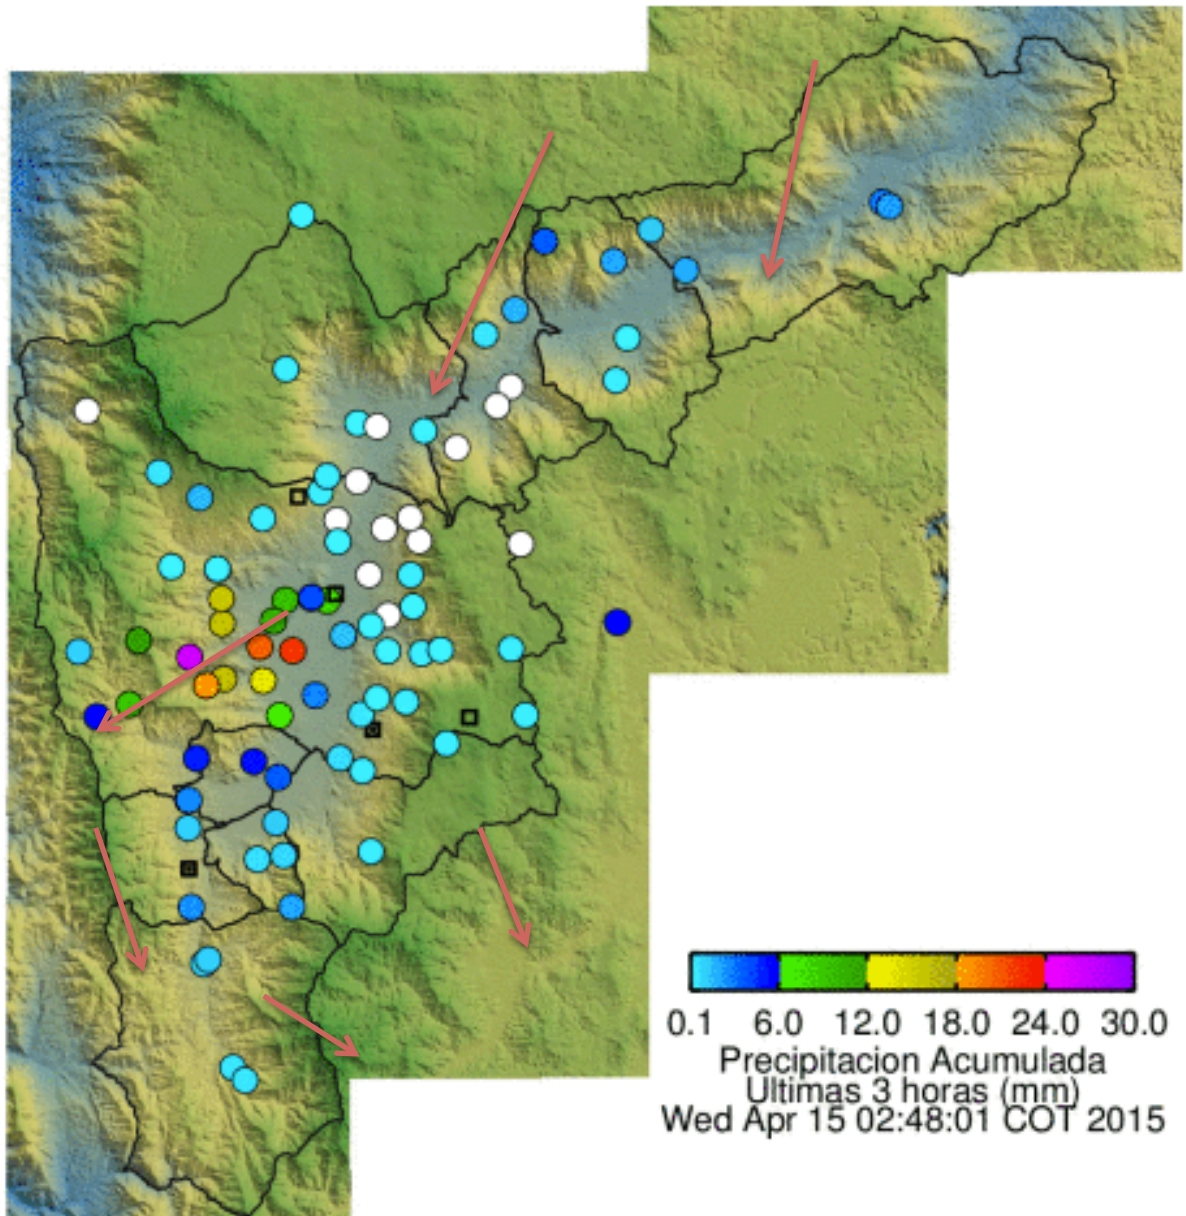 0.1 6.0 12.0 18.0 24.0 30.0
Precipitacion Acumulada
Ultimas 3 horas (mm)
Wed Apr 15 02:48:01 COT 2015